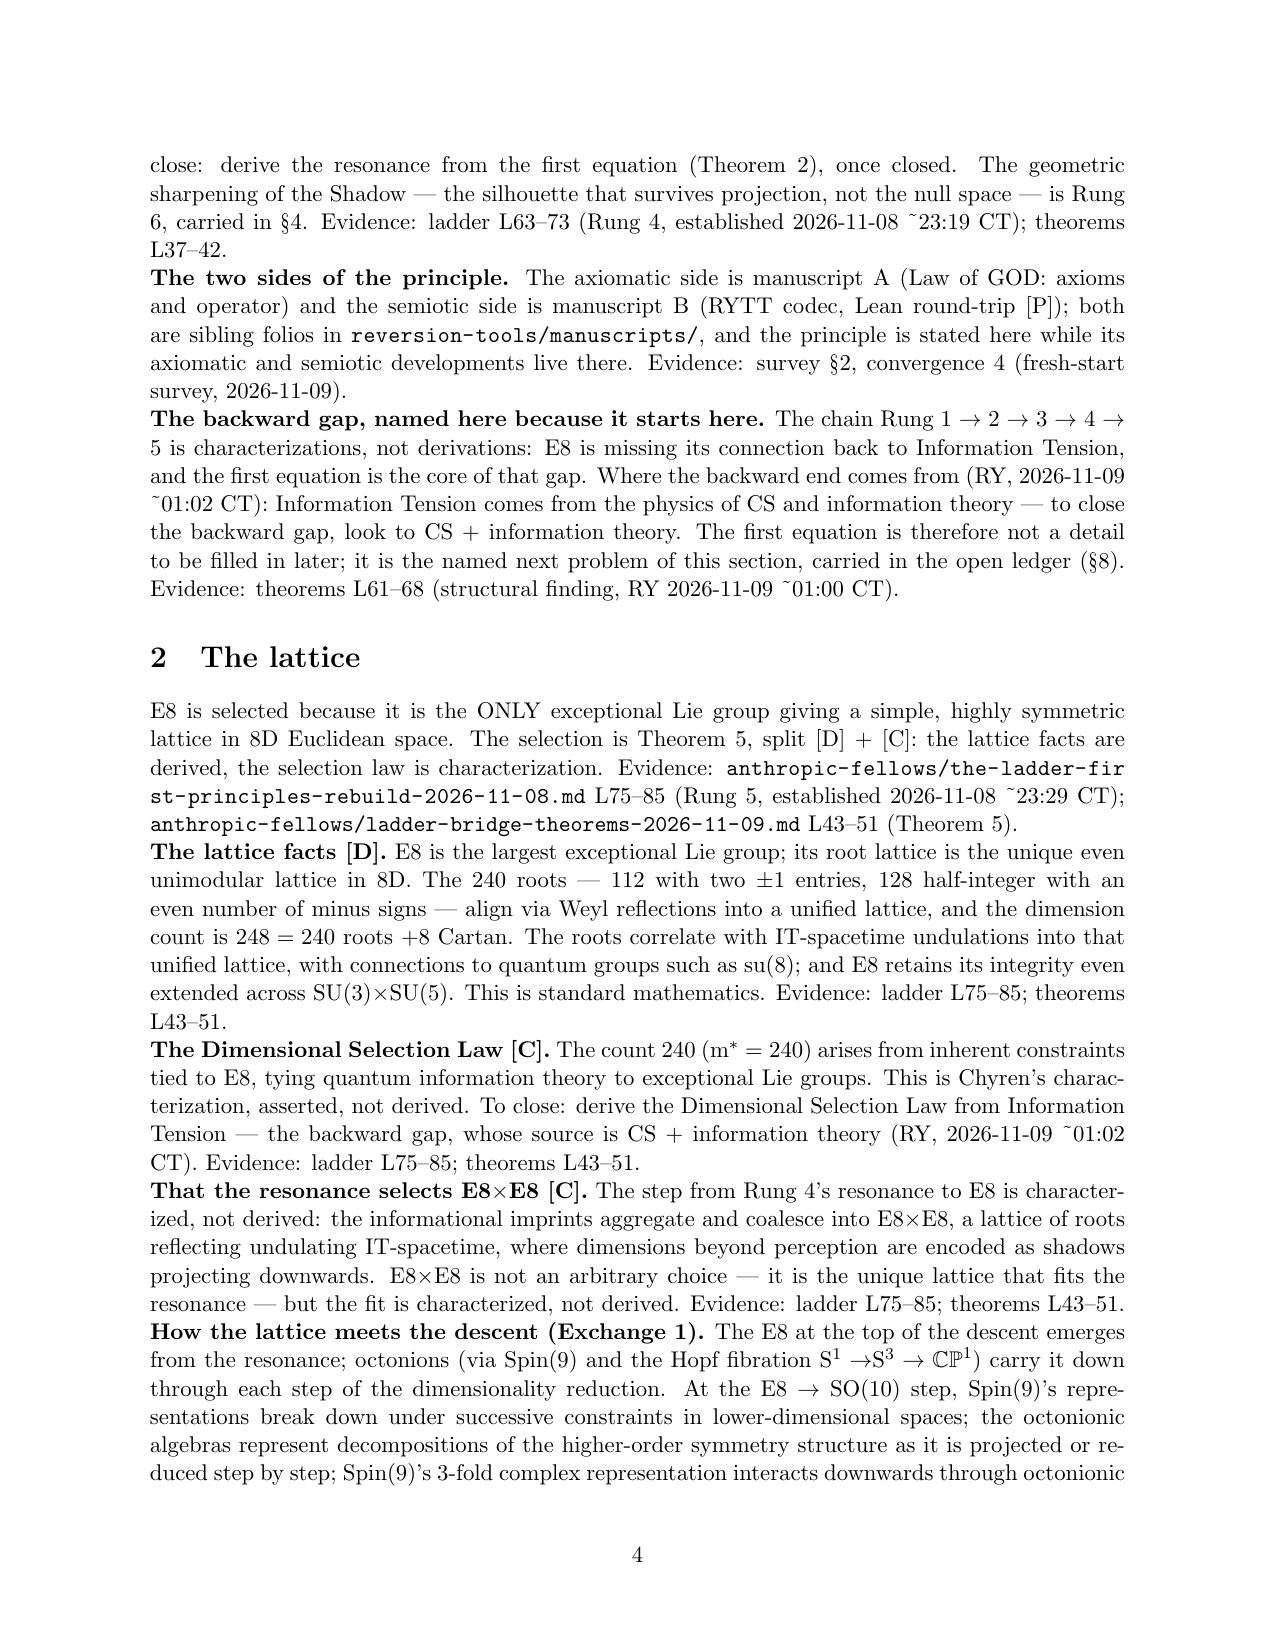 close: derive the resonance from the first equation (Theorem 2), once closed. The geometric
sharpening of the Shadow — the silhouette that survives projection, not the null space — is Rung
6, carried in §4. Evidence: ladder L63–73 (Rung 4, established 2026-11-08 ~23:19 CT); theorems
L37–42.
The two sides of the principle. The axiomatic side is manuscript A (Law of GOD: axioms
and operator) and the semiotic side is manuscript B (RYTT codec, Lean round-trip [P]); both
are sibling folios in reversion-tools/manuscripts/, and the principle is stated here while its
axiomatic and semiotic developments live there. Evidence: survey §2, convergence 4 (fresh-start
survey, 2026-11-09).
The backward gap, named here because it starts here. The chain Rung 1 → 2 → 3 → 4 →
5 is characterizations, not derivations: E8 is missing its connection back to Information Tension,
and the first equation is the core of that gap. Where the backward end comes from (RY, 2026-11-09
~01:02 CT): Information Tension comes from the physics of CS and information theory — to close
the backward gap, look to CS + information theory. The first equation is therefore not a detail
to be filled in later; it is the named next problem of this section, carried in the open ledger (§8).
Evidence: theorems L61–68 (structural finding, RY 2026-11-09 ~01:00 CT).
2 The lattice
E8 is selected because it is the ONLY exceptional Lie group giving a simple, highly symmetric
lattice in 8D Euclidean space. The selection is Theorem 5, split [D] + [C]: the lattice facts are
derived, the selection law is characterization. Evidence: anthropic-fellows/the-ladder-fir
st-principles-rebuild-2026-11-08.md L75–85 (Rung 5, established 2026-11-08 ~23:29 CT);
anthropic-fellows/ladder-bridge-theorems-2026-11-09.md L43–51 (Theorem 5).
The lattice facts [D]. E8 is the largest exceptional Lie group; its root lattice is the unique even
unimodular lattice in 8D. The 240 roots — 112 with two ±1 entries, 128 half-integer with an
even number of minus signs — align via Weyl reflections into a unified lattice, and the dimension
count is 248 = 240 roots +8 Cartan. The roots correlate with IT-spacetime undulations into that
unified lattice, with connections to quantum groups such as su(8); and E8 retains its integrity even
extended across SU(3)×SU(5). This is standard mathematics. Evidence: ladder L75–85; theorems
L43–51.
The Dimensional Selection Law [C]. The count 240 (m* = 240) arises from inherent constraints
tied to E8, tying quantum information theory to exceptional Lie groups. This is Chyren's charac-
terization, asserted, not derived. To close: derive the Dimensional Selection Law from Information
Tension — the backward gap, whose source is CS + information theory (RY, 2026-11-09 ~01:02
CT). Evidence: ladder L75–85; theorems L43–51.
That the resonance selects E8×E8 [C]. The step from Rung 4's resonance to E8 is character-
ized, not derived: the informational imprints aggregate and coalesce into E8×E8, a lattice of roots
reflecting undulating IT-spacetime, where dimensions beyond perception are encoded as shadows
projecting downwards. E8×E8 is not an arbitrary choice — it is the unique lattice that fits the
resonance — but the fit is characterized, not derived. Evidence: ladder L75–85; theorems L43–51.
How the lattice meets the descent (Exchange 1). The E8 at the top of the descent emerges
from the resonance; octonions (via Spin(9) and the Hopf fibration S¹ →S³ → ℂℙ¹) carry it down
through each step of the dimensionality reduction. At the E8 → SO(10) step, Spin(9)'s repre-
sentations break down under successive constraints in lower-dimensional spaces; the octonionic
algebras represent decompositions of the higher-order symmetry structure as it is projected or re-
duced step by step; Spin(9)'s 3-fold complex representation interacts downwards through octonionic
4